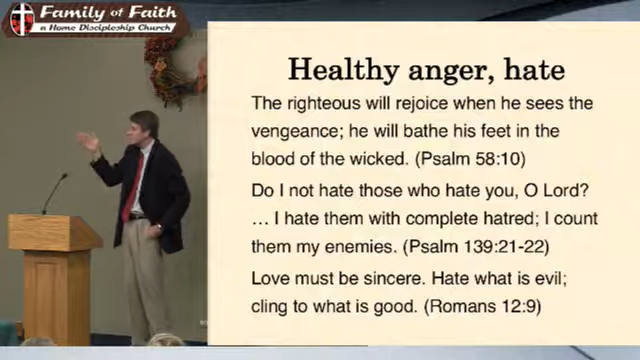 Family of Faith
a Home Discipleship Church
Healthy anger, hate
The righteous will rejoice when he sees the
vengeance; he will bathe his feet in the
blood of the wicked. (Psalm 58:10)
Do I not hate those who hate you, O Lord?
… I hate them with complete hatred; I count
them my enemies. (Psalm 139:21-22)
Love must be sincere. Hate what is evil;
cling to what is good. (Romans 12:9)